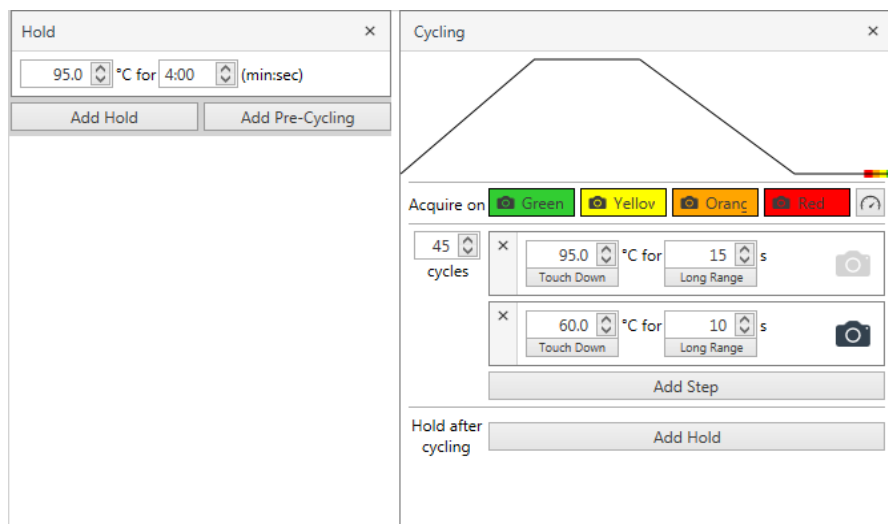 Hold ×
95.0 °C for 4:00 (min:sec)
Add Hold Add Pre-Cycling
Cycling ×
Acquire on Green Yellov Orang Red
45 cycles
× 95.0 °C for 15 s
Touch Down Long Range
× 60.0 °C for 10 s
Touch Down Long Range
Add Step
Hold after cycling
Add Hold